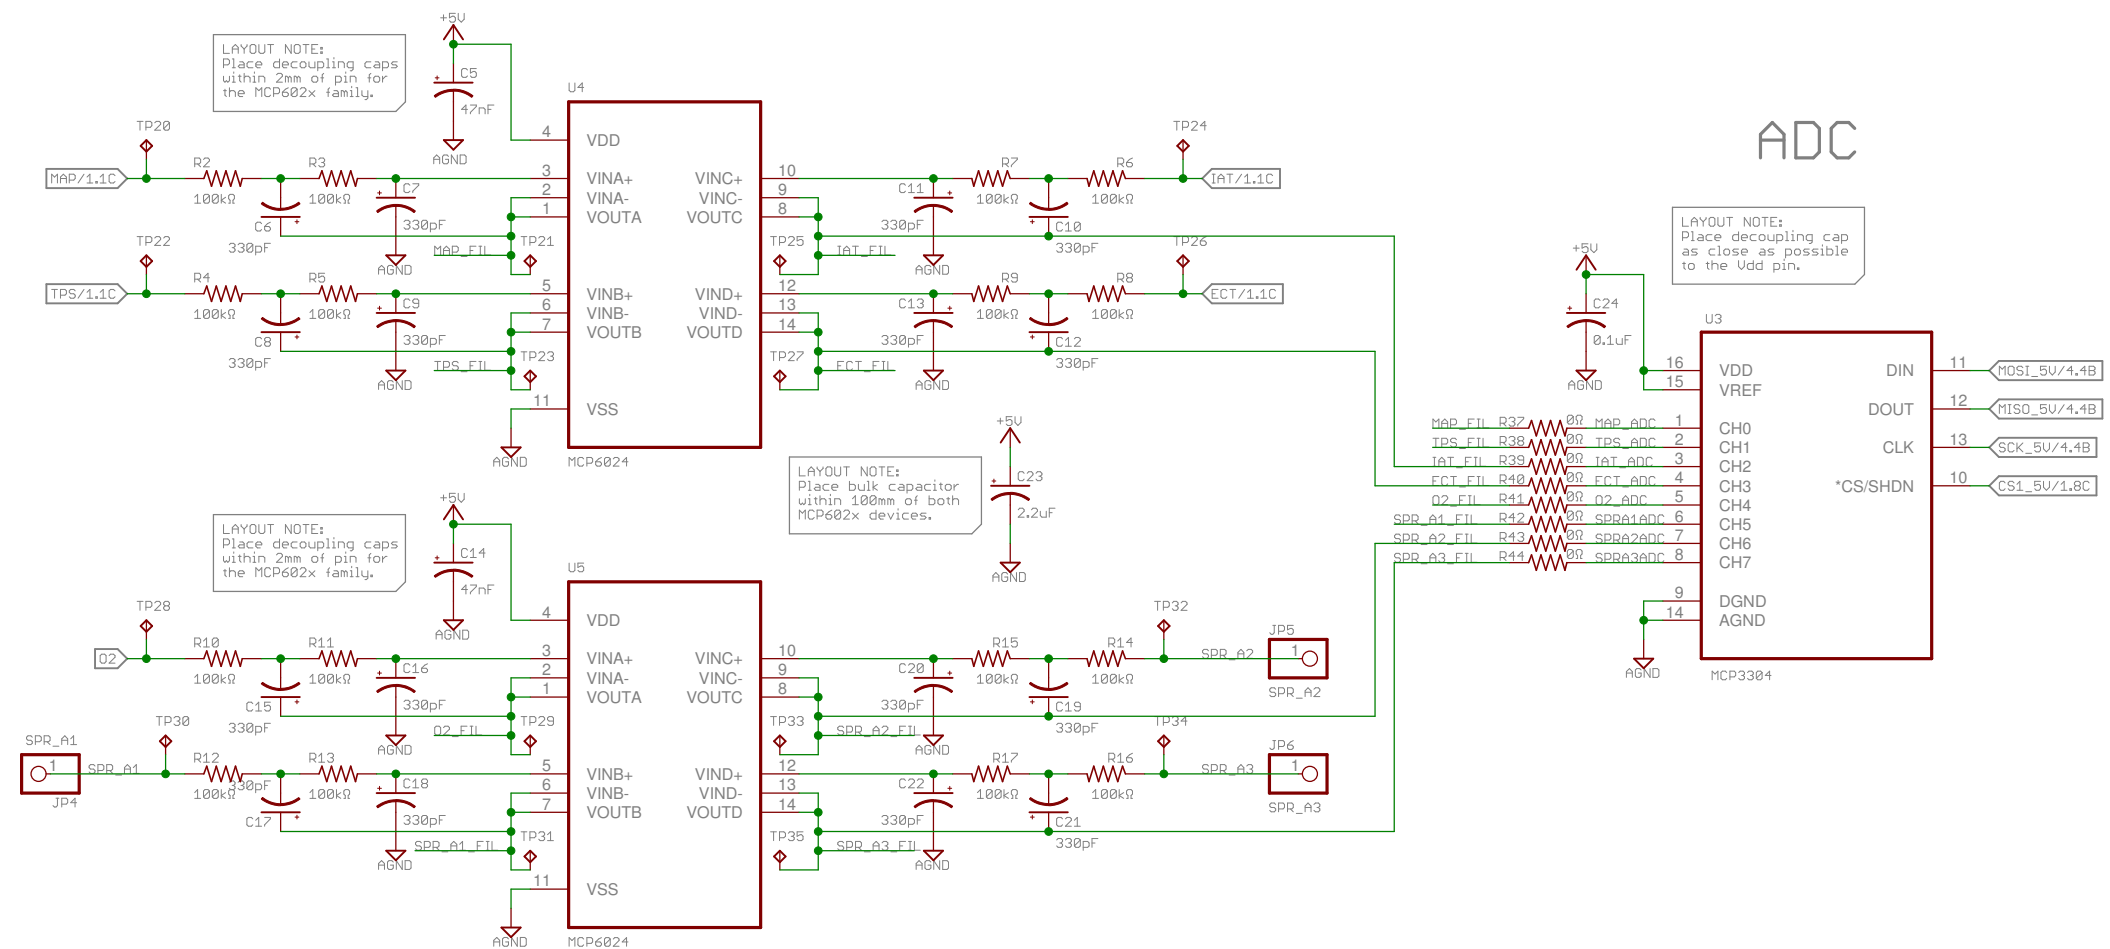 ADC
+5V
LAYOUT NOTE:
Place decoupling caps
within 2mm of pin for
the MCP602x family.
C5
47nF
AGND
U4
TP20
MAP/1.1C
R2
100kΩ
R3
100kΩ
C6
330pF
C7
330pF
AGND
MAP_FIL
TP21
TP22
TPS/1.1C
R4
100kΩ
R5
100kΩ
C8
330pF
C9
330pF
AGND
TPS_FIL
TP23
4 VDD
3 VINA+
2 VINA-
1 VOUTA
5 VINB+
6 VINB-
7 VOUTB
11 VSS
AGND
VINC+ 10
VINC- 9
VOUTC 8
VIND+ 12
VIND- 13
VOUTD 14
MCP6024
TP24
IAT/1.1C
R7
100kΩ
R6
100kΩ
C11
330pF
C10
330pF
AGND
TP25
IAT_FIL
TP26
ECT/1.1C
R9
100kΩ
R8
100kΩ
C13
330pF
C12
330pF
AGND
TP27
ECT_FIL
+5V
LAYOUT NOTE:
Place bulk capacitor
within 100mm of both
MCP602x devices.
C23
2.2uF
AGND
+5V
LAYOUT NOTE:
Place decoupling caps
within 2mm of pin for
the MCP602x family.
C14
47nF
AGND
U5
TP28
O2
R10
100kΩ
R11
100kΩ
C15
330pF
C16
330pF
AGND
O2_FIL
TP29
SPR_A1
1
JP4
SPR_A1
TP30
R12
100kΩ
R13
100kΩ
330pF
C17
C18
330pF
AGND
SPR_A1_FIL
TP31
4 VDD
3 VINA+
2 VINA-
1 VOUTA
5 VINB+
6 VINB-
7 VOUTB
11 VSS
AGND
VINC+ 10
VINC- 9
VOUTC 8
VIND+ 12
VIND- 13
VOUTD 14
MCP6024
TP32
R15
100kΩ
R14
100kΩ
C20
330pF
C19
330pF
AGND
TP33
SPR_A2_FIL
SPR_A2
JP5
1
SPR_A2
TP34
R17
100kΩ
R16
100kΩ
C22
330pF
C21
330pF
AGND
TP35
SPR_A3_FIL
SPR_A3
JP6
1
SPR_A3
LAYOUT NOTE:
Place decoupling cap
as close as possible
to the Vdd pin.
+5V
C24
0.1uF
AGND
U3
16 VDD
15 VREF
MAP_FIL R37 0Ω MAP_ADC 1 CH0
TPS_FIL R38 0Ω TPS_ADC 2 CH1
IAT_FIL R39 0Ω IAT_ADC 3 CH2
ECT_FIL R40 0Ω ECT_ADC 4 CH3
O2_FIL R41 0Ω O2_ADC 5 CH4
SPR_A1_FIL R42 0Ω SPRA1ADC 6 CH5
SPR_A2_FIL R43 0Ω SPRA2ADC 7 CH6
SPR_A3_FIL R44 0Ω SPRA3ADC 8 CH7
9 DGND
14 AGND
AGND
DIN 11 MOSI_5V/4.4B
DOUT 12 MISO_5V/4.4B
CLK 13 SCK_5V/4.4B
*CS/SHDN 10 CS1_5V/1.8C
MCP3304